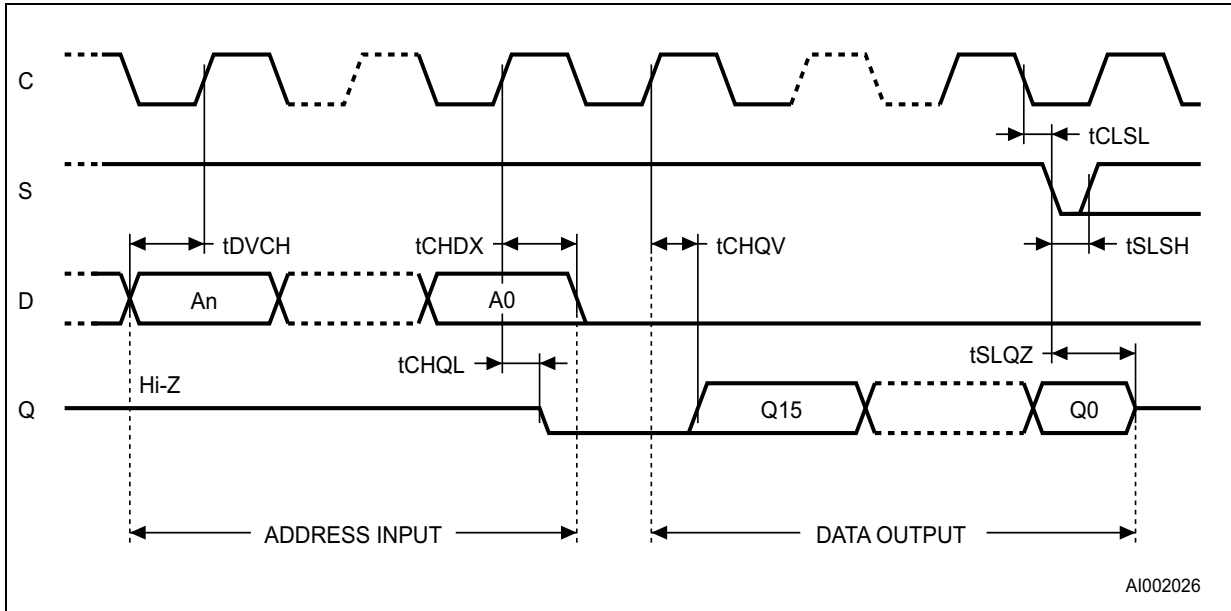 C
tCLSL
S
tDVCH
tCHDX
tCHQV
tSLSH
D
An
A0
tCHQL
tSLQZ
Hi-Z
Q
Q15
Q0
ADDRESS INPUT
DATA OUTPUT
AI002026